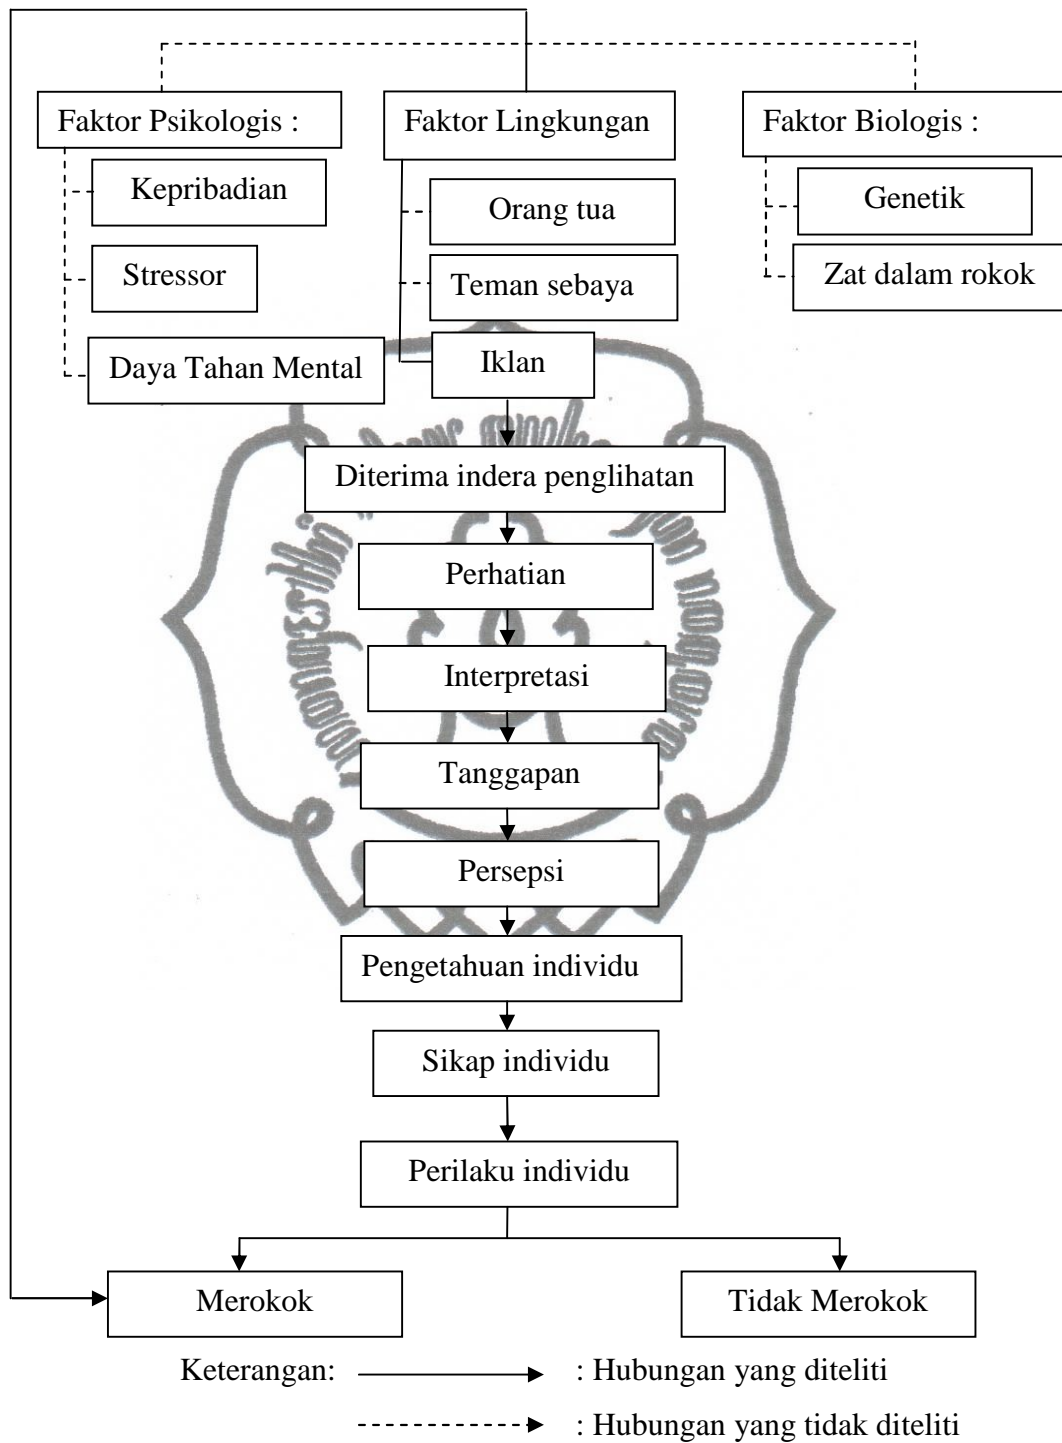 Faktor Psikologis :
Faktor Lingkungan
Faktor Biologis :
Kepribadian
Orang tua
Genetik
Stressor
Teman sebaya
Zat dalam rokok
Daya Tahan Mental
Iklan
Diterima indera penglihatan
Perhatian
Interpretasi
Tanggapan
Persepsi
Pengetahuan individu
Sikap individu
Perilaku individu
Merokok
Tidak Merokok
Keterangan:
: Hubungan yang diteliti
: Hubungan yang tidak diteliti